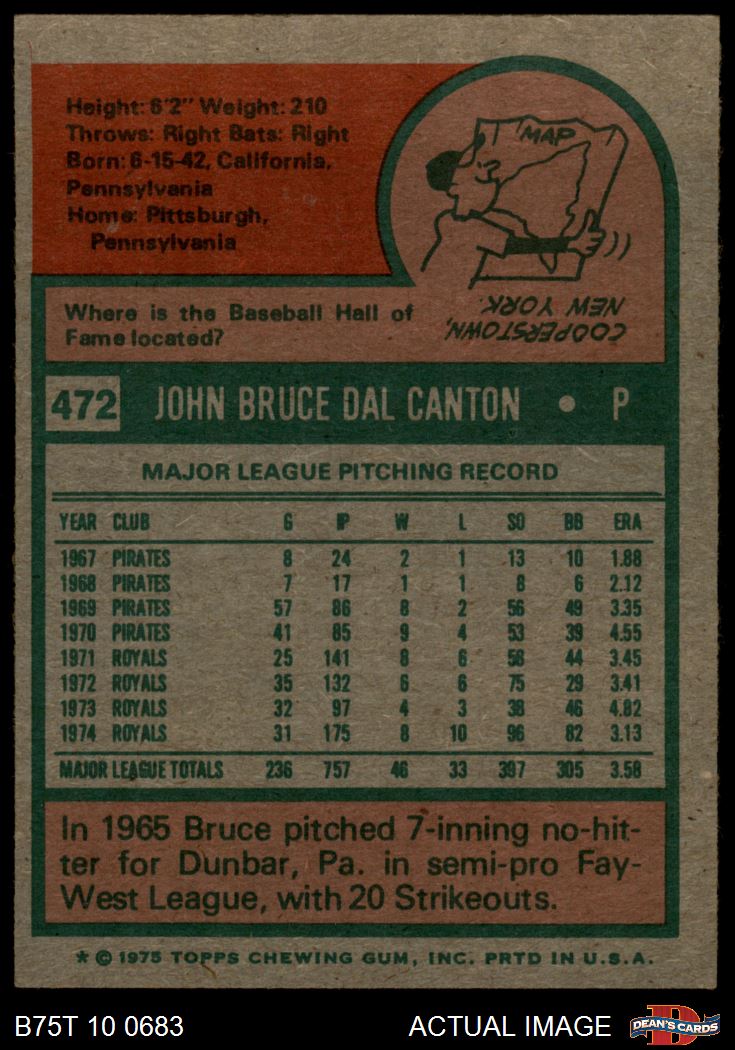 Height: 6'2" Weight: 210
Throws: Right Bats: Right
Born: 6-15-42, California,
Pennsylvania
Home: Pittsburgh,
Pennsylvania
MAP
Where is the Baseball Hall of
Fame located?
COOPERSTOWN,
NEW YORK.
472 JOHN BRUCE DAL CANTON • P
MAJOR LEAGUE PITCHING RECORD
YEAR CLUB G IP W L SO BB ERA
1967 PIRATES 8 24 2 1 13 10 1.88
1968 PIRATES 7 17 1 1 8 6 2.12
1969 PIRATES 57 86 8 2 56 49 3.35
1970 PIRATES 41 85 9 4 53 39 4.55
1971 ROYALS 25 141 8 6 58 44 3.45
1972 ROYALS 35 132 6 6 75 29 3.41
1973 ROYALS 32 97 4 3 38 46 4.82
1974 ROYALS 31 175 8 10 96 82 3.13
MAJOR LEAGUE TOTALS 236 757 46 33 397 305 3.58
In 1965 Bruce pitched 7-inning no-hit-
ter for Dunbar, Pa. in semi-pro Fay-
West League, with 20 Strikeouts.
* © 1975 TOPPS CHEWING GUM, INC. PRTD IN U.S.A.
B75T 10 0683 ACTUAL IMAGE DEAN'S CARDS